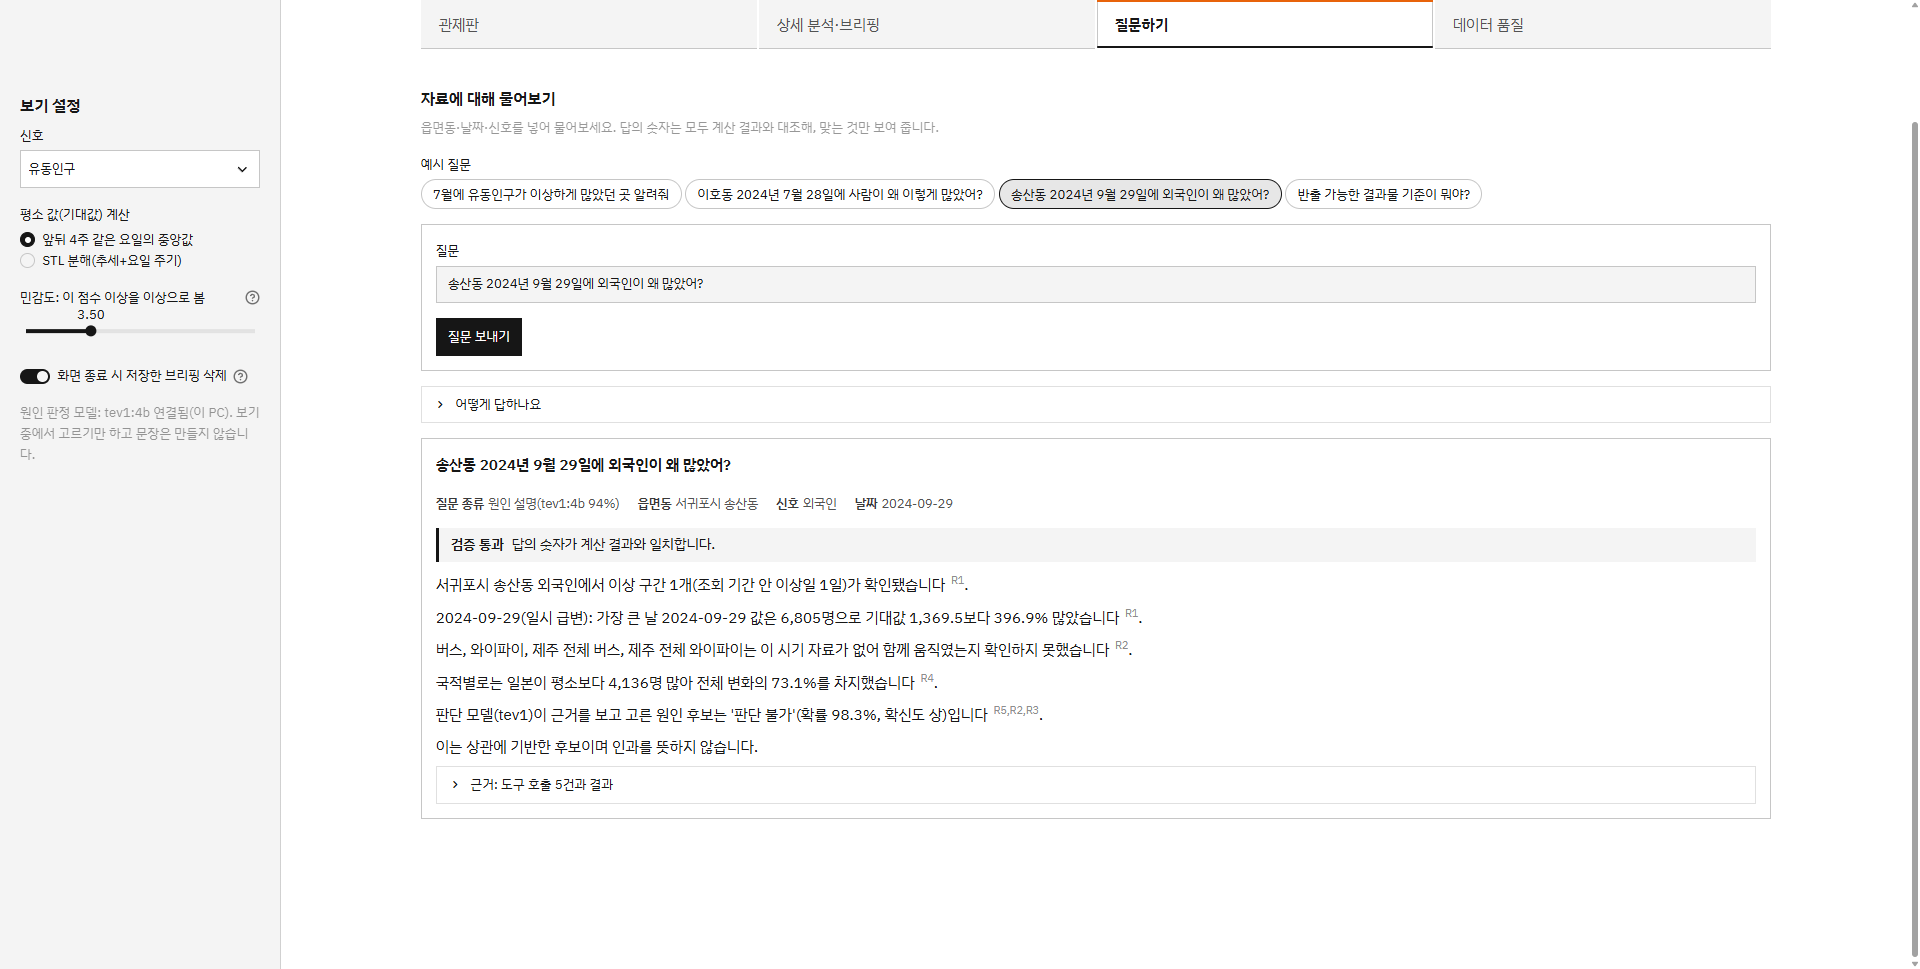 관제판
상세 분석·브리핑
질문하기
데이터 품질
보기 설정
신호
유동인구
평소 값(기대값) 계산
앞뒤 4주 같은 요일의 중앙값
STL 분해(추세+요일 주기)
민감도: 이 점수 이상을 이상으로 봄
3.50
화면 종료 시 저장한 브리핑 삭제
원인 판정 모델: tev1:4b 연결됨(이 PC). 보기
중에서 고르기만 하고 문장은 만들지 않습니
다.
자료에 대해 물어보기
읍면동·날짜·신호를 넣어 물어보세요. 답의 숫자는 모두 계산 결과와 대조해, 맞는 것만 보여 줍니다.
예시 질문
7월에 유동인구가 이상하게 많았던 곳 알려줘
이호동 2024년 7월 28일에 사람이 왜 이렇게 많았어?
송산동 2024년 9월 29일에 외국인이 왜 많았어?
반출 가능한 결과물 기준이 뭐야?
질문
송산동 2024년 9월 29일에 외국인이 왜 많았어?
질문 보내기
어떻게 답하나요
송산동 2024년 9월 29일에 외국인이 왜 많았어?
질문 종류 원인 설명(tev1:4b 94%) 읍면동 서귀포시 송산동 신호 외국인 날짜 2024-09-29
검증 통과 답의 숫자가 계산 결과와 일치합니다.
서귀포시 송산동 외국인에서 이상 구간 1개(조회 기간 안 이상일 1일)가 확인됐습니다 R1.
2024-09-29(일시 급변): 가장 큰 날 2024-09-29 값은 6,805명으로 기대값 1,369.5보다 396.9% 많았습니다 R1.
버스, 와이파이, 제주 전체 버스, 제주 전체 와이파이는 이 시기 자료가 없어 함께 움직였는지 확인하지 못했습니다 R2.
국적별로는 일본이 평소보다 4,136명 많아 전체 변화의 73.1%를 차지했습니다 R4.
판단 모델(tev1)이 근거를 보고 고른 원인 후보는 '판단 불가'(확률 98.3%, 확신도 상)입니다 R5,R2,R3.
이는 상관에 기반한 후보이며 인과를 뜻하지 않습니다.
근거: 도구 호출 5건과 결과